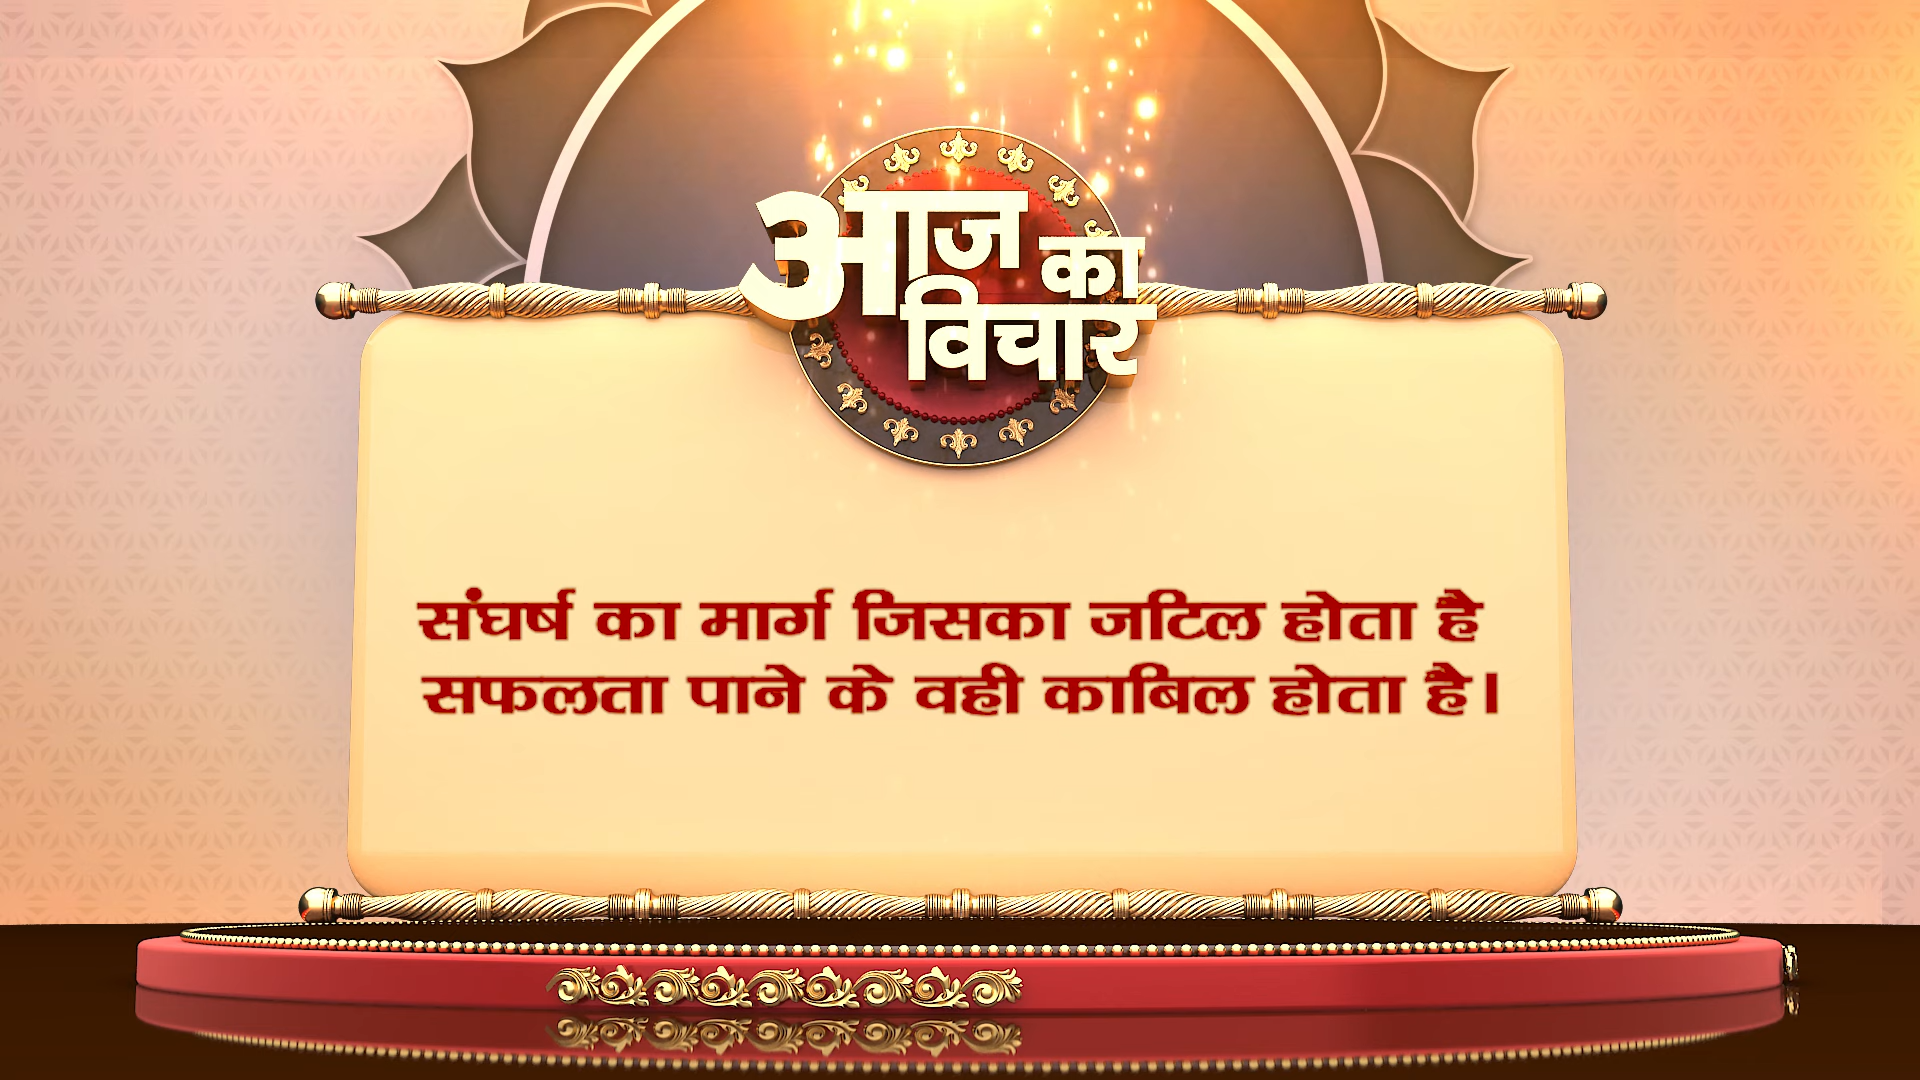 आज का
विचार
संघर्ष का मार्ग जिसका जटिल होता है
सफलता पाने के वही काबिल होता है।